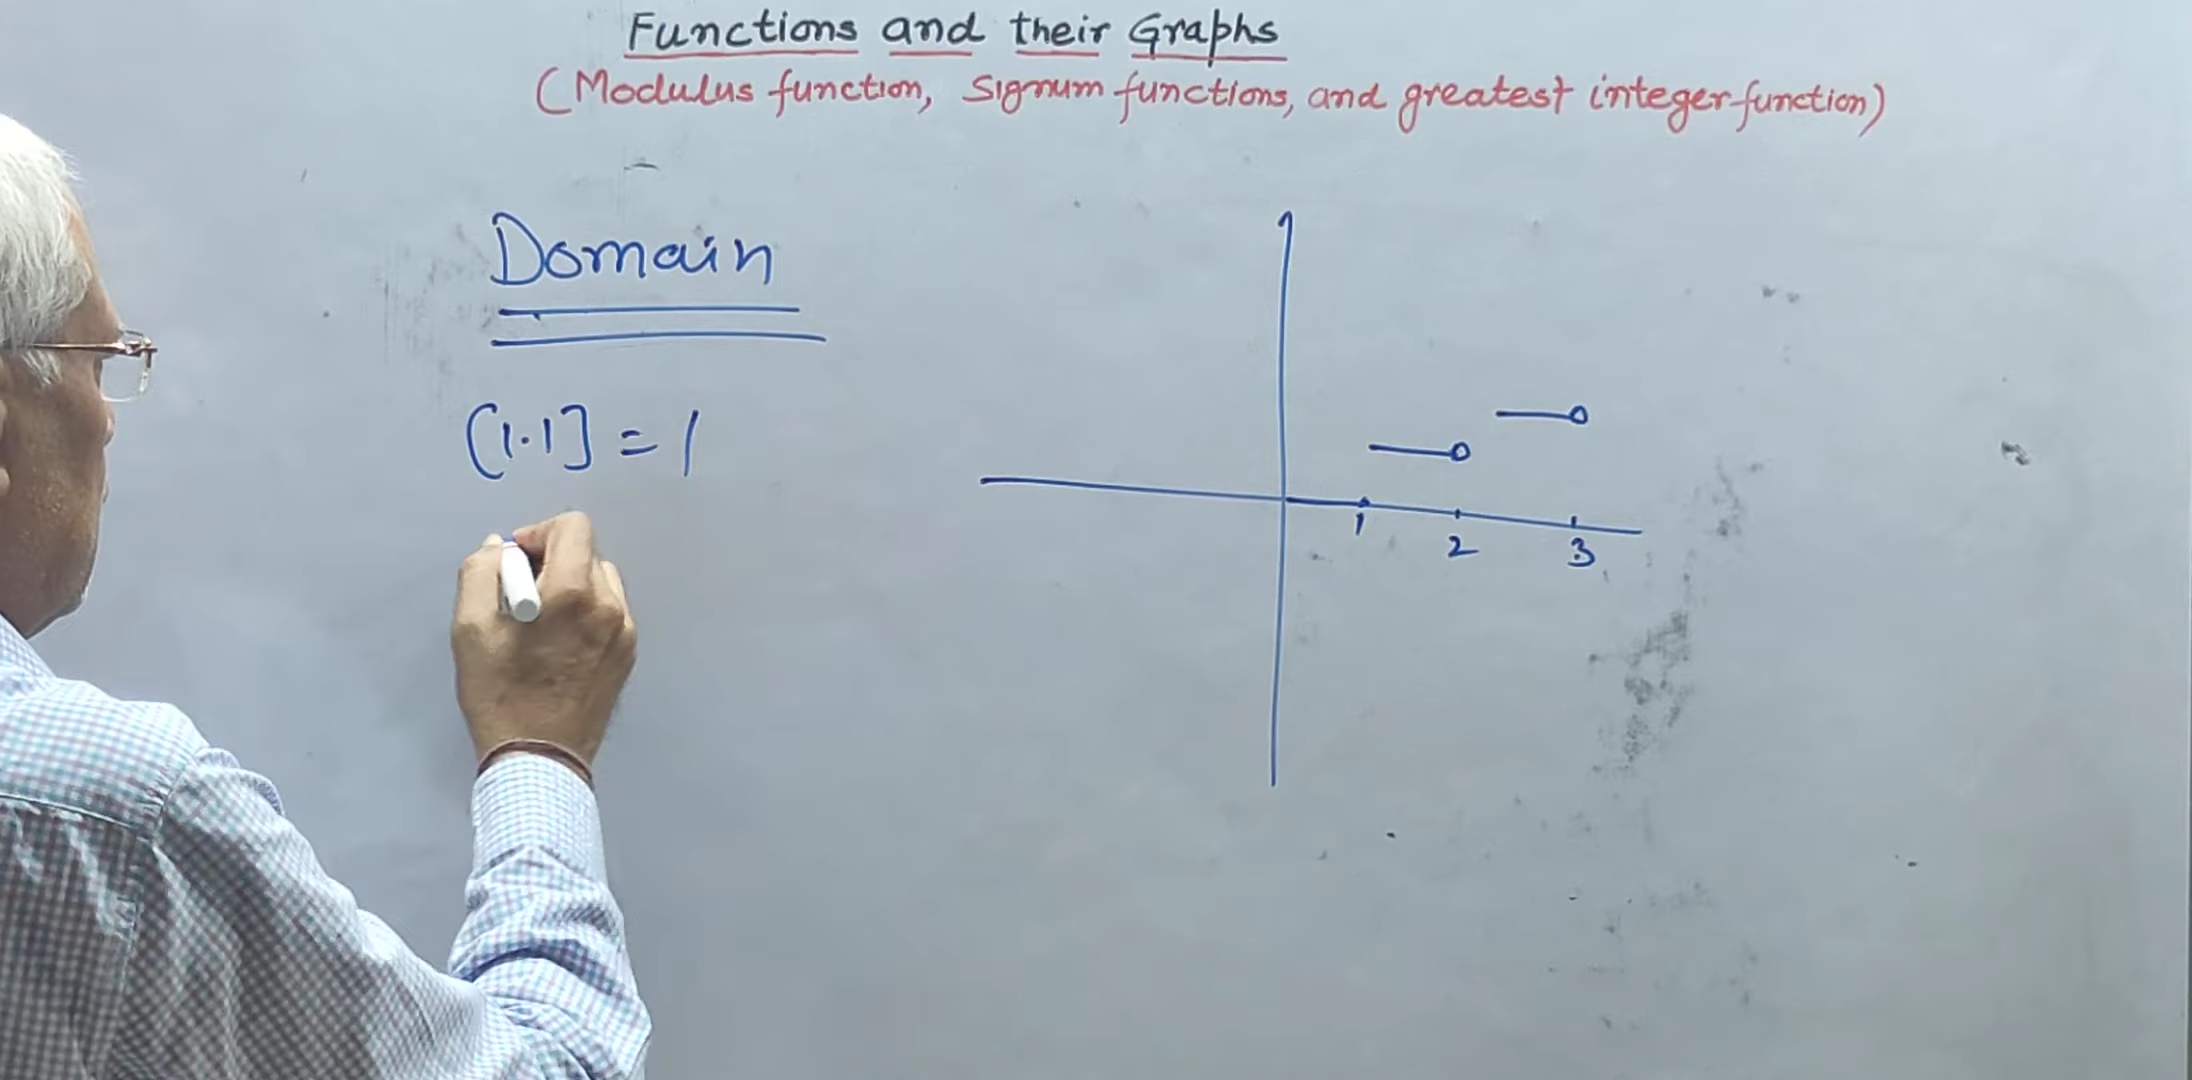 Functions and their Graphs
(Modulus function, Signum functions, and greatest integer function)
Domain
[1.1] = 1
1
2
3